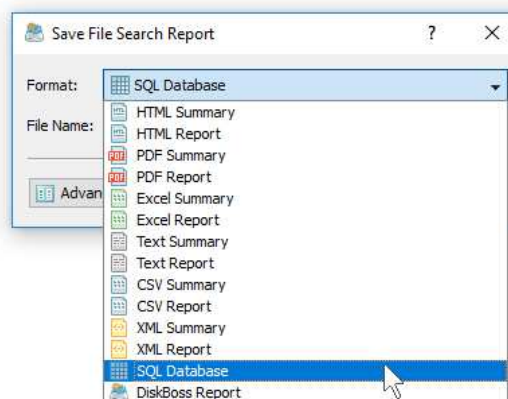 Save File Search Report ?
Format: SQL Database
HTML Summary
File Name: HTML Report
PDF Summary
PDF Report
Excel Summary
Advan Excel Report
Text Summary
Text Report
CSV Summary
CSV Report
XML Summary
XML Report
SQL Database
DiskBoss Report